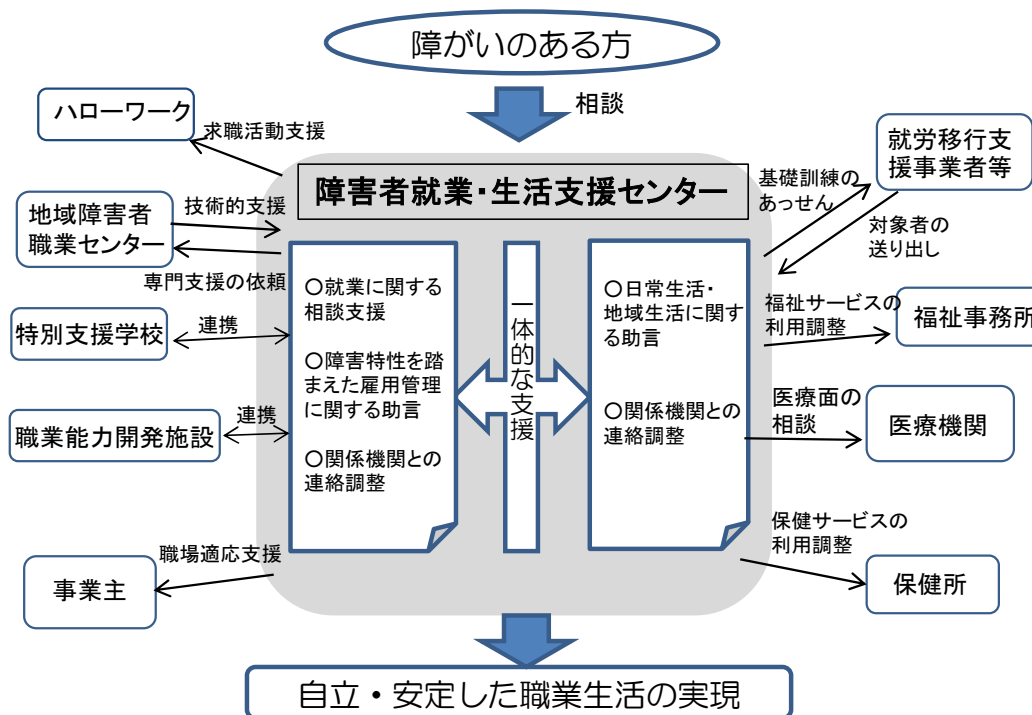 障がいのある方
相談
ハローワーク
求職活動支援
地域障害者
職業センター
技術的支援
専門支援の依頼
特別支援学校
連携
職業能力開発施設
連携
事業主
職場適応支援
障害者就業・生活支援センター
〇就業に関する
相談支援
〇障害特性を踏
まえた雇用管理
に関する助言
〇関係機関との
連絡調整
一体的な支援
〇日常生活・
地域生活に関す
る助言
〇関係機関との
連絡調整
基礎訓練の
あっせん
就労移行支
援事業者等
対象者の
送り出し
福祉サービスの
利用調整
福祉事務所
医療面の
相談
医療機関
保健サービスの
利用調整
保健所
自立・安定した職業生活の実現